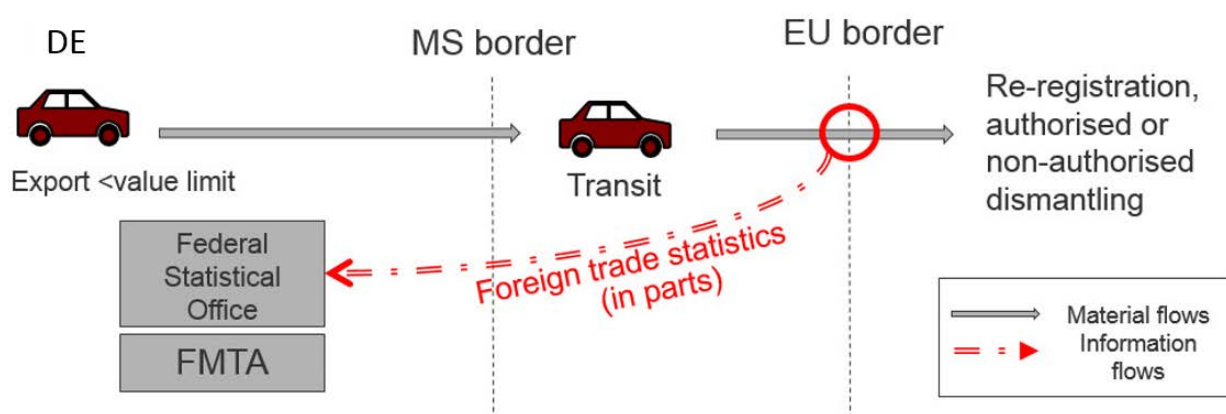 DE
MS border
EU border
Export <value limit
Transit
Re-registration,
authorised or
non-authorised
dismantling
Federal
Statistical
Office
FMTA
Foreign trade statistics
(in parts)
Material flows
Information
flows